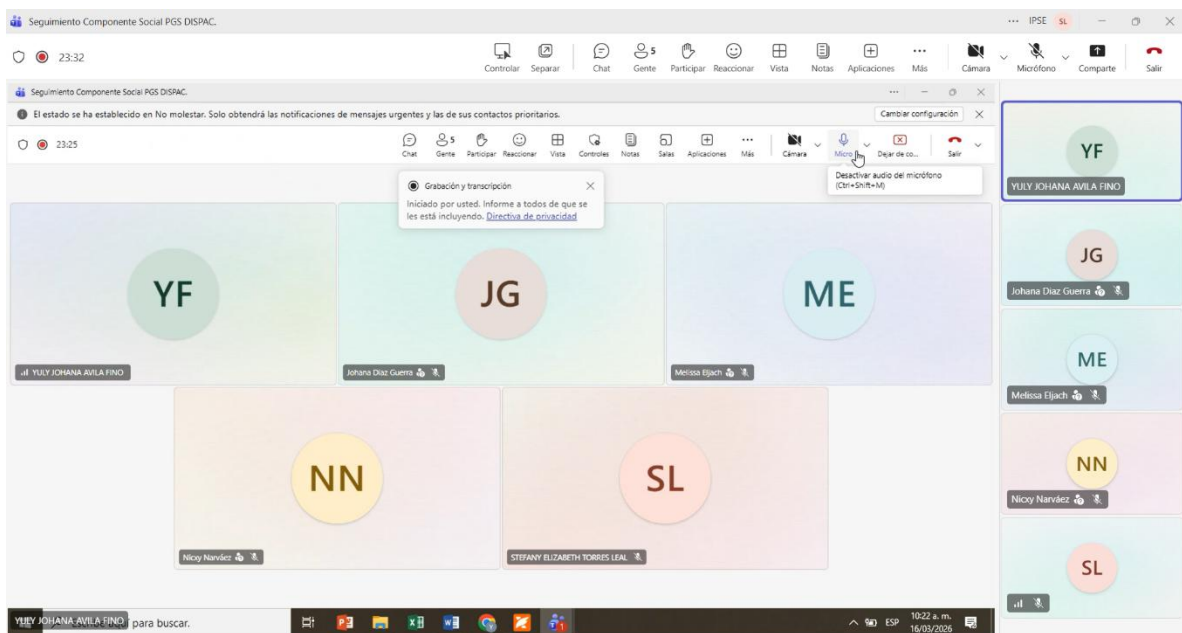 Seguimiento Componente Social PGS DISPAC.
... IPSE SL
23:32
Controlar Separar Chat Gente 5 Participar Reaccionar Vista Notas Aplicaciones Más Cámara Micrófono Comparte Salir
Seguimiento Componente Social PGS DISPAC.
El estado se ha establecido en No molestar. Solo obtendrá las notificaciones de mensajes urgentes y las de sus contactos prioritarios.
Cambiar configuración
23:25
Chat Gente 5 Participar Reaccionar Vista Controles Notas Salas Aplicaciones Más Cámara Micro Dejar de co... Salir
Desactivar audio del micrófono
(Ctrl+Shift+M)
Grabación y transcripción
Iniciado por usted. Informe a todos de que se
les está incluyendo. Directiva de privacidad
YF
YULY JOHANA AVILA FINO
JG
Johana Diaz Guerra
ME
Melissa Eljach
NN
Nicxy Narváez
SL
STEFANY ELIZABETH TORRES LEAL
YF
YULY JOHANA AVILA FINO
JG
Johana Diaz Guerra
ME
Melissa Eljach
NN
Nicxy Narváez
SL
YULY JOHANA AVILA FINO
para buscar.
ESP
10:22 a. m.
16/03/2026